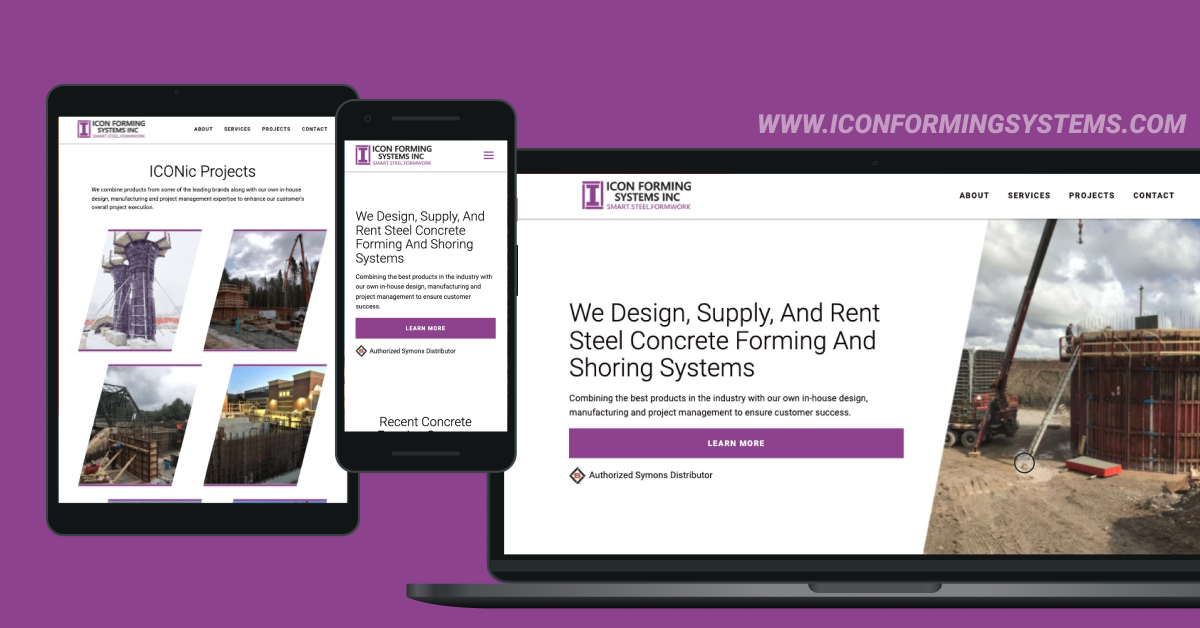 WWW.ICONFORMINGSYSTEMS.COM
ICON FORMING
SYSTEMS INC
SMART.STEEL.FORMWORK
ABOUT SERVICES PROJECTS CONTACT
ICONic Projects
We combine products from some of the leading brands along with our own in-house
design, manufacturing and project management expertise to enhance our customer's
overall project execution.
ICON FORMING
SYSTEMS INC
SMART.STEEL.FORMWORK
We Design, Supply, And
Rent Steel Concrete
Forming And Shoring
Systems
Combining the best products in the industry with
our own in-house design, manufacturing and
project management to ensure customer
success.
LEARN MORE
Authorized Symons Distributor
Recent Concrete
ICON FORMING
SYSTEMS INC
SMART.STEEL.FORMWORK
ABOUT SERVICES PROJECTS CONTACT
We Design, Supply, And Rent
Steel Concrete Forming And
Shoring Systems
Combining the best products in the industry with our own in-house design,
manufacturing and project management to ensure customer success.
LEARN MORE
Authorized Symons Distributor